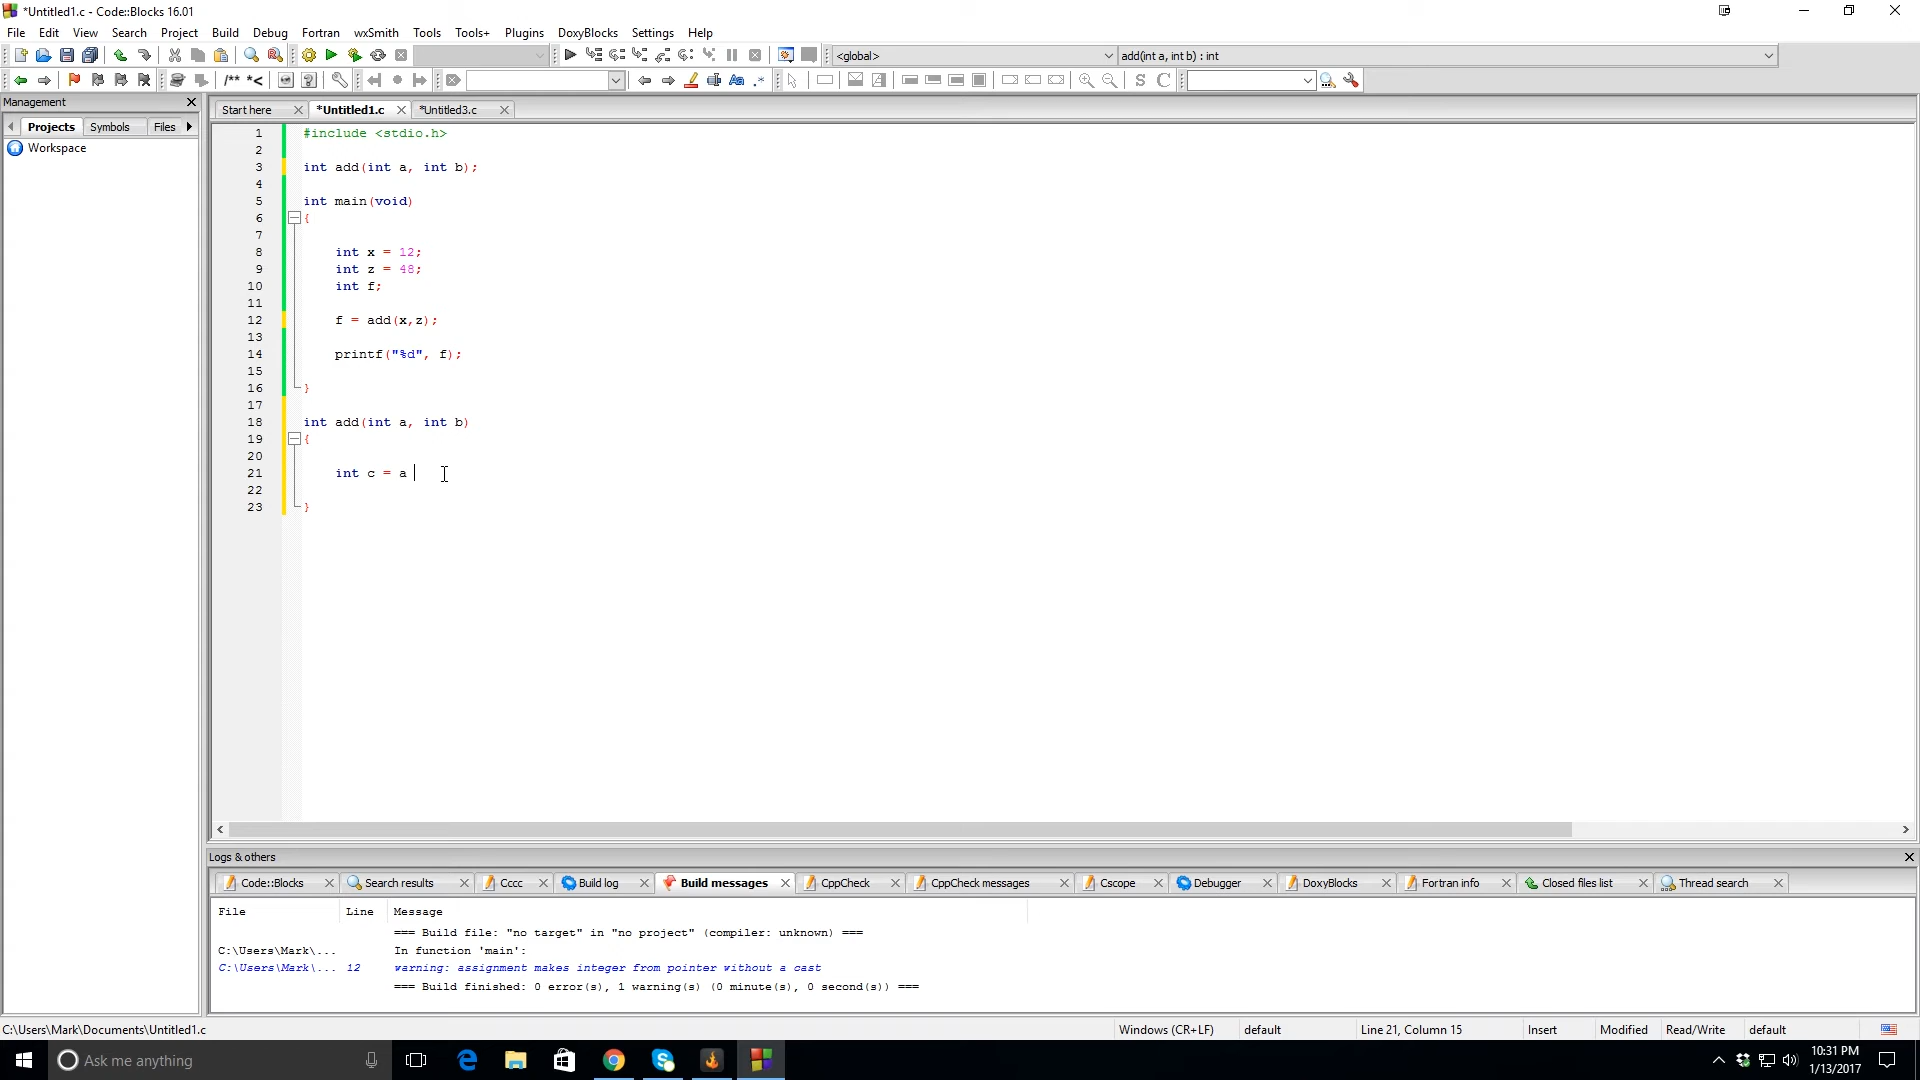 *Untitled1.c - Code::Blocks 16.01
File Edit View Search Project Build Debug Fortran wxSmith Tools Tools+ Plugins DoxyBlocks Settings Help
<global> add(int a, int b) : int
/** *<
S C
Management
Start here *Untitled1.c *Untitled3.c
Projects Symbols Files
Workspace
1 #include <stdio.h>
2
3 int add(int a, int b);
4
5 int main(void)
6 {
7
8 int x = 12;
9 int z = 48;
10 int f;
11
12 f = add(x,z);
13
14 printf("%d", f);
15
16 }
17
18 int add(int a, int b)
19 {
20
21 int c = a
22
23 }
Logs & others
Code::Blocks Search results Cccc Build log Build messages CppCheck CppCheck messages Cscope Debugger DoxyBlocks Fortran info Closed files list Thread search
File Line Message
=== Build file: "no target" in "no project" (compiler: unknown) ===
C:\Users\Mark\... In function 'main':
C:\Users\Mark\... 12 warning: assignment makes integer from pointer without a cast
=== Build finished: 0 error(s), 1 warning(s) (0 minute(s), 0 second(s)) ===
C:\Users\Mark\Documents\Untitled1.c Windows (CR+LF) default Line 21, Column 15 Insert Modified Read/Write default
Ask me anything
10:31 PM
1/13/2017